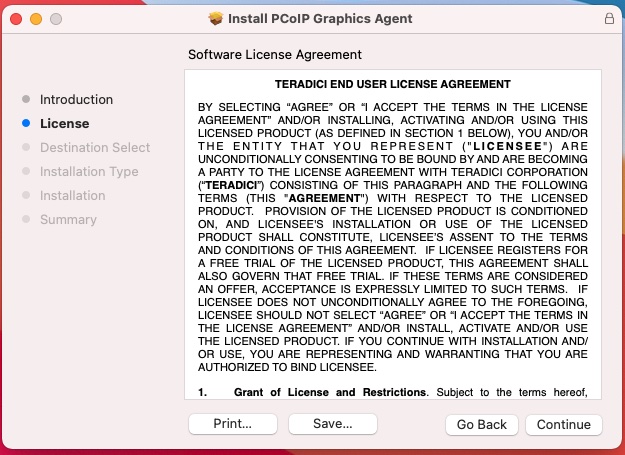 Install PCoIP Graphics Agent
Software License Agreement
Introduction
License
Destination Select
Installation Type
Installation
Summary
TERADICI END USER LICENSE AGREEMENT
BY SELECTING “AGREE” OR “I ACCEPT THE TERMS IN THE LICENSE
AGREEMENT” AND/OR INSTALLING, ACTIVATING AND/OR USING THIS
LICENSED PRODUCT (AS DEFINED IN SECTION 1 BELOW), YOU AND/OR
THE ENTITY THAT YOU REPRESENT ("LICENSEE") ARE
UNCONDITIONALLY CONSENTING TO BE BOUND BY AND ARE BECOMING
A PARTY TO THE LICENSE AGREEMENT WITH TERADICI CORPORATION
("TERADICI") CONSISTING OF THIS PARAGRAPH AND THE FOLLOWING
TERMS (THIS "AGREEMENT") WITH RESPECT TO THE LICENSED
PRODUCT.  PROVISION OF THE LICENSED PRODUCT IS CONDITIONED
ON, AND LICENSEE'S INSTALLATION OR USE OF THE LICENSED
PRODUCT SHALL CONSTITUTE, LICENSEE'S ASSENT TO THE TERMS
AND CONDITIONS OF THIS AGREEMENT.  IF LICENSEE REGISTERS FOR
A FREE TRIAL OF THE LICENSED PRODUCT, THIS AGREEMENT SHALL
ALSO GOVERN THAT FREE TRIAL. IF THESE TERMS ARE CONSIDERED
AN OFFER, ACCEPTANCE IS EXPRESSLY LIMITED TO SUCH TERMS.  IF
LICENSEE DOES NOT UNCONDITIONALLY AGREE TO THE FOREGOING,
LICENSEE SHOULD NOT SELECT “AGREE” OR “I ACCEPT THE TERMS IN
THE LICENSE AGREEMENT” AND/OR INSTALL, ACTIVATE AND/OR USE
THE LICENSED PRODUCT. IF YOU CONTINUE WITH INSTALLATION AND/
OR USE, YOU ARE REPRESENTING AND WARRANTING THAT YOU ARE
AUTHORIZED TO BIND LICENSEE.
1. Grant of License and Restrictions. Subject to the terms hereof,
Print...
Save...
Go Back
Continue